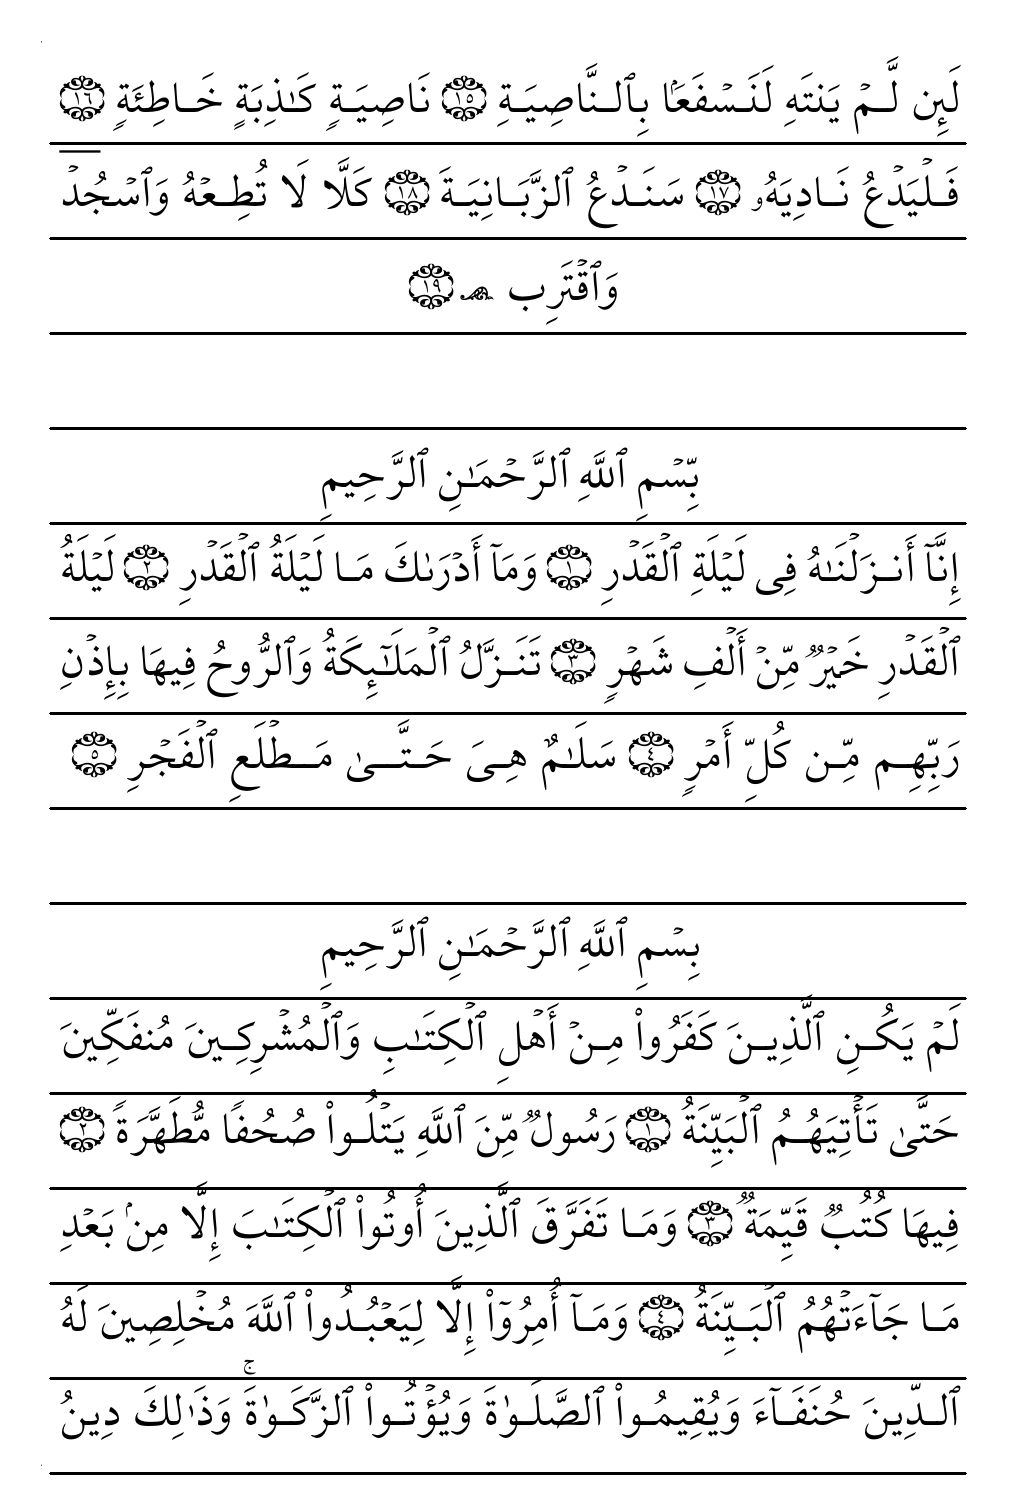 لَئِن لَّمۡ يَنتَهِ لَنَسۡفَعَۢا بِٱلنَّاصِيَةِ ١٥ نَاصِيَةٖ كَٰذِبَةٍ خَاطِئَةٖ ١٦
فَلۡيَدۡعُ نَادِيَهُۥ ١٧ سَنَدۡعُ ٱلزَّبَانِيَةَ ١٨ كَلَّا لَا تُطِعۡهُ وَٱسۡجُدۡ
وَٱقۡتَرِب ۩ ١٩
بِّسۡمِ ٱللَّهِ ٱلرَّحۡمَٰنِ ٱلرَّحِيمِ
إِنَّآ أَنزَلۡنَٰهُ فِي لَيۡلَةِ ٱلۡقَدۡرِ ١ وَمَآ أَدۡرَىٰكَ مَا لَيۡلَةُ ٱلۡقَدۡرِ ٢ لَيۡلَةُ
ٱلۡقَدۡرِ خَيۡرٞ مِّنۡ أَلۡفِ شَهۡرٖ ٣ تَنَزَّلُ ٱلۡمَلَٰٓئِكَةُ وَٱلرُّوحُ فِيهَا بِإِذۡنِ
رَبِّهِم مِّن كُلِّ أَمۡرٖ ٤ سَلَٰمٌ هِيَ حَتَّىٰ مَطۡلَعِ ٱلۡفَجۡرِ ٥
بِسۡمِ ٱللَّهِ ٱلرَّحۡمَٰنِ ٱلرَّحِيمِ
لَمۡ يَكُنِ ٱلَّذِينَ كَفَرُواْ مِنۡ أَهۡلِ ٱلۡكِتَٰبِ وَٱلۡمُشۡرِكِينَ مُنفَكِّينَ
حَتَّىٰ تَأۡتِيَهُمُ ٱلۡبَيِّنَةُ ١ رَسُولٞ مِّنَ ٱللَّهِ يَتۡلُواْ صُحُفٗا مُّطَهَّرَةٗ ٢
فِيهَا كُتُبٞ قَيِّمَةٞ ٣ وَمَا تَفَرَّقَ ٱلَّذِينَ أُوتُواْ ٱلۡكِتَٰبَ إِلَّا مِنۢ بَعۡدِ
مَا جَآءَتۡهُمُ ٱلۡبَيِّنَةُ ٤ وَمَآ أُمِرُوٓاْ إِلَّا لِيَعۡبُدُواْ ٱللَّهَ مُخۡلِصِينَ لَهُ
ٱلدِّينَ حُنَفَآءَ وَيُقِيمُواْ ٱلصَّلَوٰةَ وَيُؤۡتُواْ ٱلزَّكَوٰةَۚ وَذَٰلِكَ دِينُ